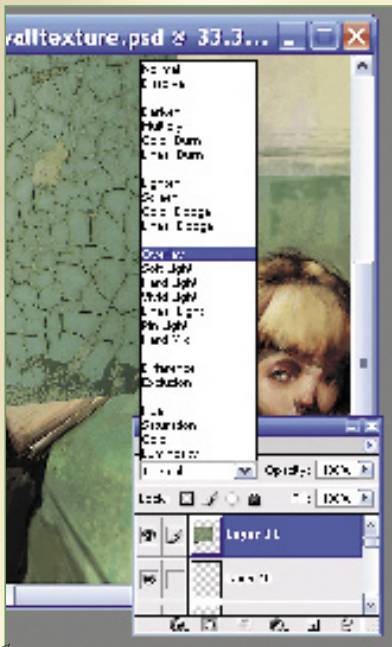 walltexture.psd @ 33.3...
Normal
Dissolve
Darken
Multiply
Color Burn
Linear Burn
Lighten
Screen
Color Dodge
Linear Dodge
Overlay
Soft Light
Hard Light
Vivid Light
Linear Light
Pin Light
Hard Mix
Difference
Exclusion
Hue
Saturation
Color
Luminosity
Normal
Opacity: 100%
Lock:
Fill: 100%